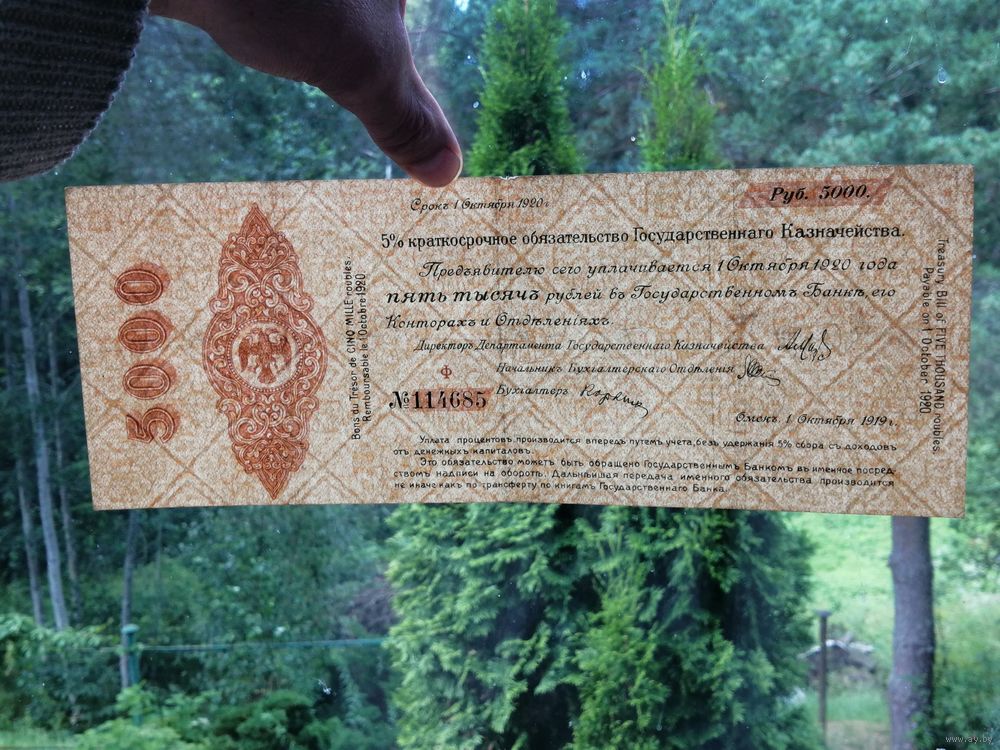 5000
Bons du Trésor de CINQ MILLE roubles
Remboursable le 1 Octobre 1920
Срокъ 1 Октября 1920 г.
Руб. 5000.
5% краткосрочное обязательство Государственнаго Казначейства.
Предъявителю сего уплачивается 1 Октября 1920 года
пять тысячъ рублей въ Государственномъ Банкѣ, его
Конторахъ и Отдѣленіяхъ.
Директоръ Департамента Государственнаго Казначейства
Начальникъ Бухгалтерскаго Отдѣленія
Ф
№114685
Бухгалтеръ
Омскъ, 1 Октября 1919 г.
Уплата процентовъ производится впередъ путемъ учета, безъ удержанія 5% сбора съ доходовъ
отъ денежныхъ капиталовъ.
Это обязательство можетъ быть обращено Государственнымъ Банкомъ въ именное посред-
ствомъ надписи на оборотѣ. Дальнѣйшая передача именного обязательства производится
не иначе какъ по трансферту по книгамъ Государственнаго Банка.
Treasury Bill of FIVE THOUSAND roubles
Payable on 1 October 1920
www.ay.by